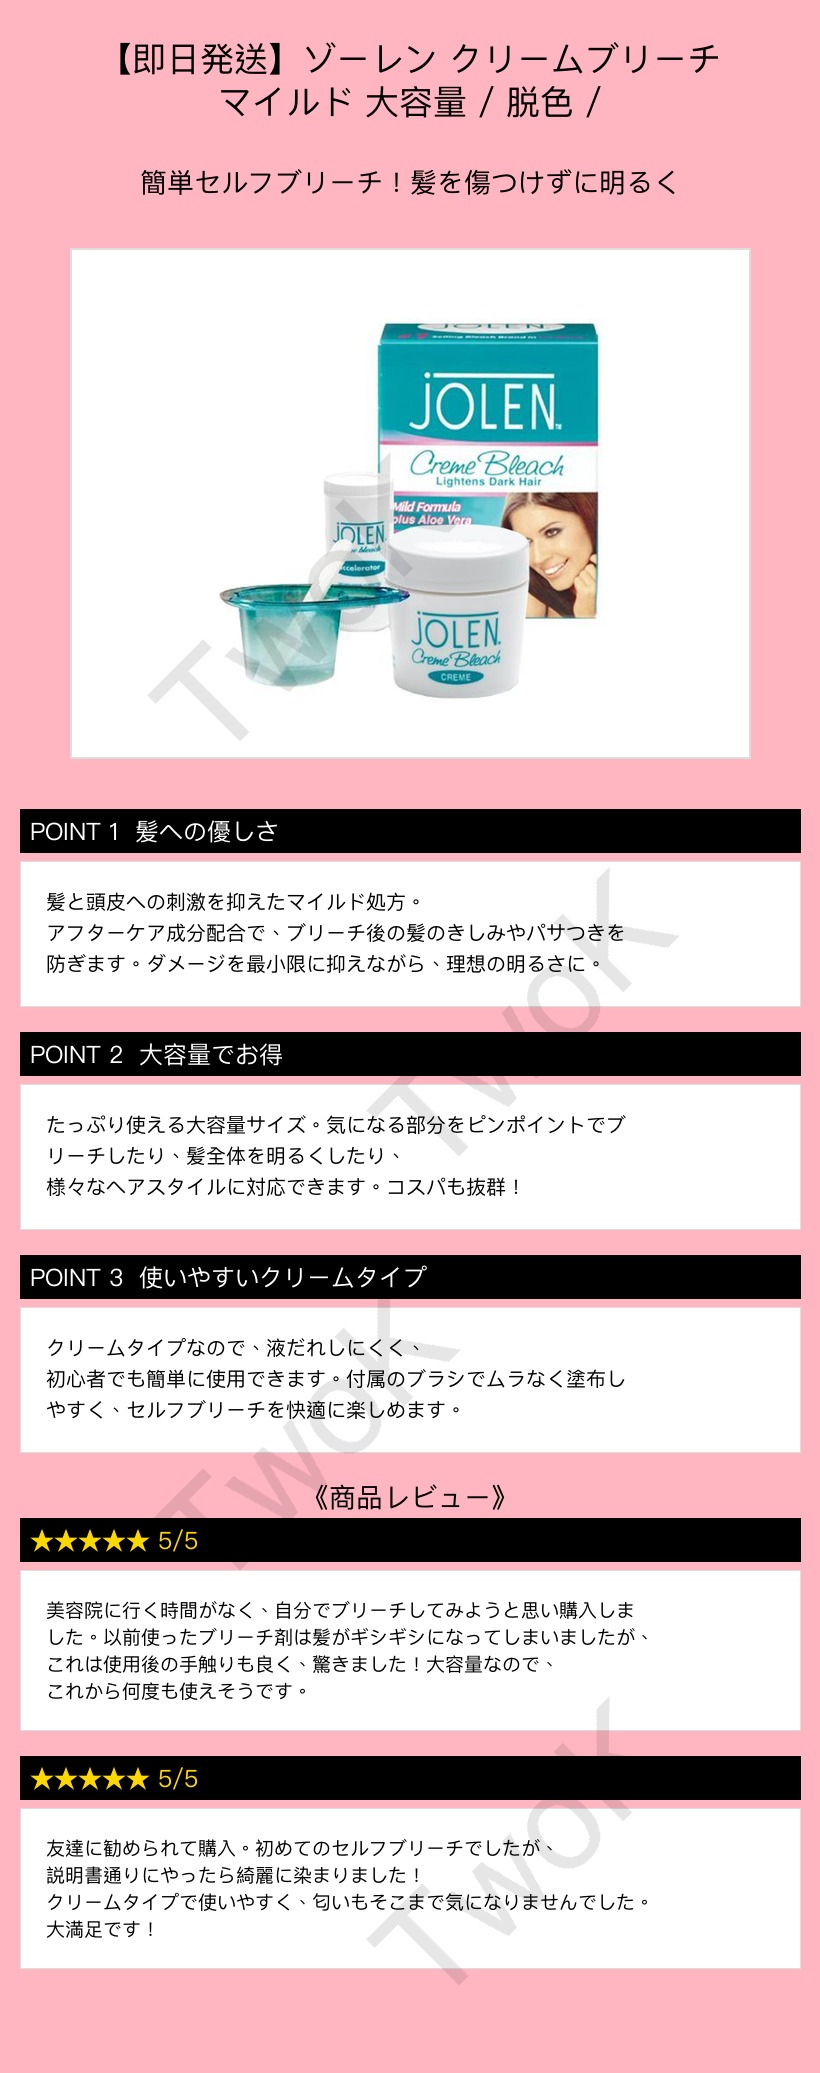 【即日発送】ゾーレン クリームブリーチ
マイルド 大容量 / 脱色 /
簡単セルフブリーチ！髪を傷つけずに明るく
JOLEN
Selling Bleach Brand in
JOLEN
Creme Bleach
Lightens Dark Hair
Mild Formula
plus Aloe Vera
JOLEN
bleach
accelerator
JOLEN
Creme Bleach
CREME
TwoK
POINT 1 髪への優しさ
髪と頭皮への刺激を抑えたマイルド処方。
アフターケア成分配合で、ブリーチ後の髪のきしみやパサつきを
防ぎます。ダメージを最小限に抑えながら、理想の明るさに。
TwoK
POINT 2 大容量でお得
たっぷり使える大容量サイズ。気になる部分をピンポイントでブ
リーチしたり、髪全体を明るくしたり、
様々なヘアスタイルに対応できます。コスパも抜群！
POINT 3 使いやすいクリームタイプ
クリームタイプなので、液だれしにくく、
初心者でも簡単に使用できます。付属のブラシでムラなく塗布し
やすく、セルフブリーチを快適に楽しめます。
TwoK
《商品レビュー》
★★★★★ 5/5
美容院に行く時間がなく、自分でブリーチしてみようと思い購入しま
した。以前使ったブリーチ剤は髪がギシギシになってしまいましたが、
これは使用後の手触りも良く、驚きました！大容量なので、
これから何度も使えそうです。
★★★★★ 5/5
友達に勧められて購入。初めてのセルフブリーチでしたが、
説明書通りにやったら綺麗に染まりました！
クリームタイプで使いやすく、匂いもそこまで気になりませんでした。
大満足です！
TwoK